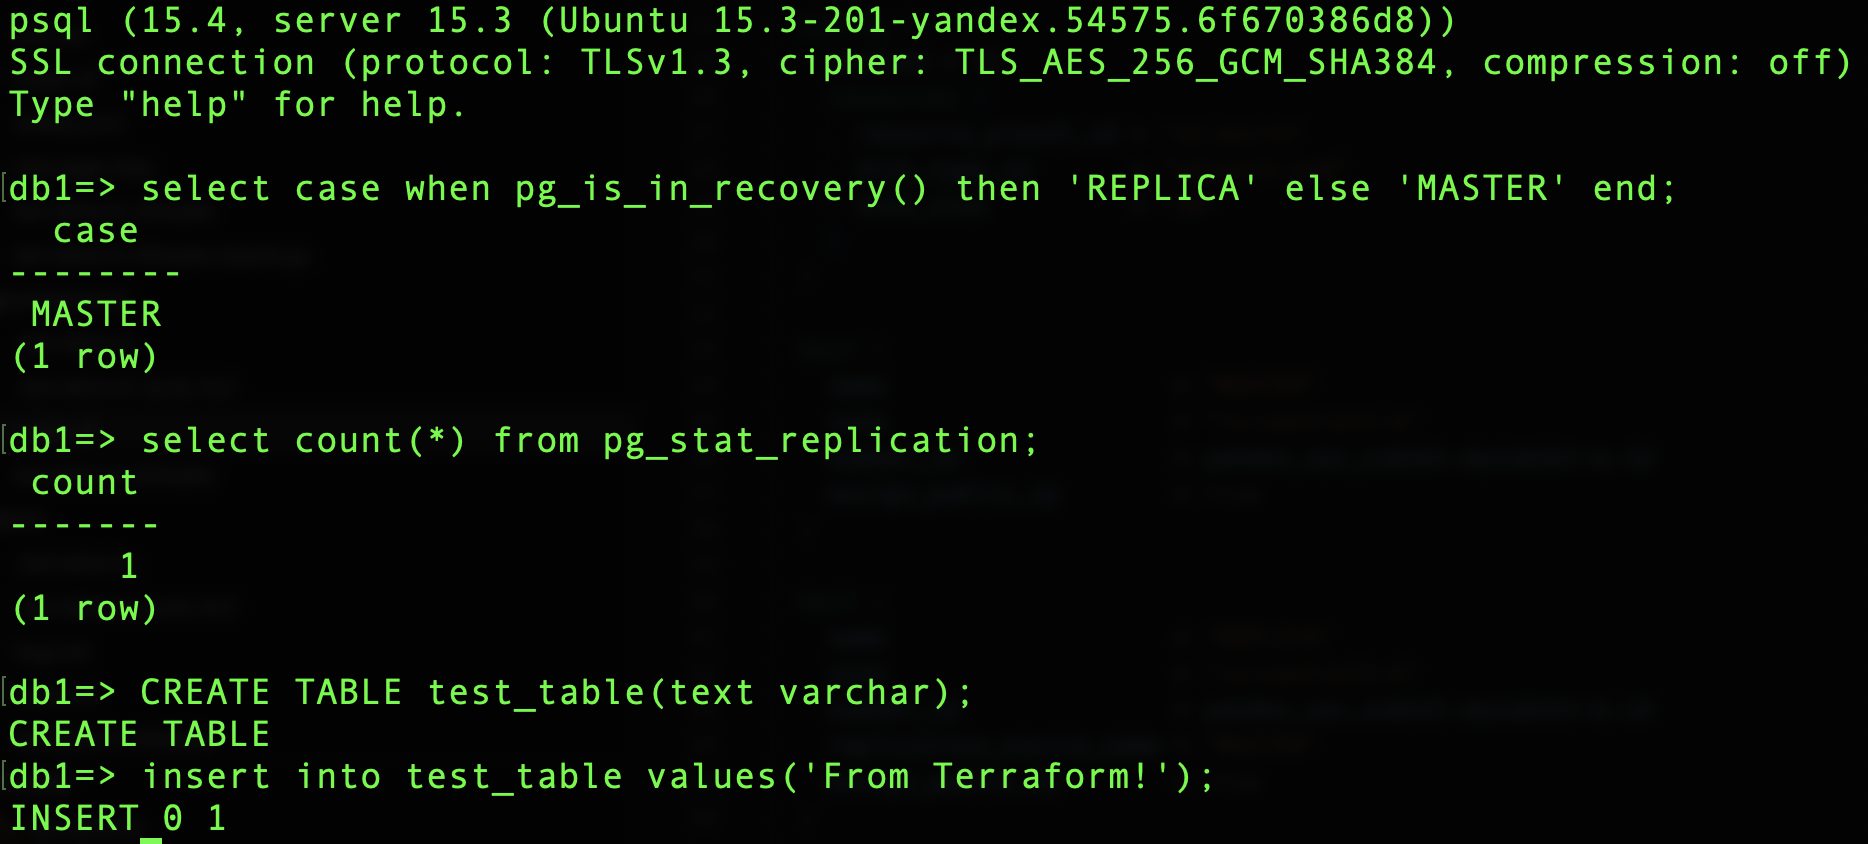 psql (15.4, server 15.3 (Ubuntu 15.3-201-yandex.54575.6f670386d8))
SSL connection (protocol: TLSv1.3, cipher: TLS_AES_256_GCM_SHA384, compression: off)
Type "help" for help.
db1=> select case when pg_is_in_recovery() then 'REPLICA' else 'MASTER' end;
case
--------
MASTER
(1 row)
db1=> select count(*) from pg_stat_replication;
count
-------
1
(1 row)
db1=> CREATE TABLE test_table(text varchar);
CREATE TABLE
db1=> insert into test_table values('From Terraform!');
INSERT 0 1